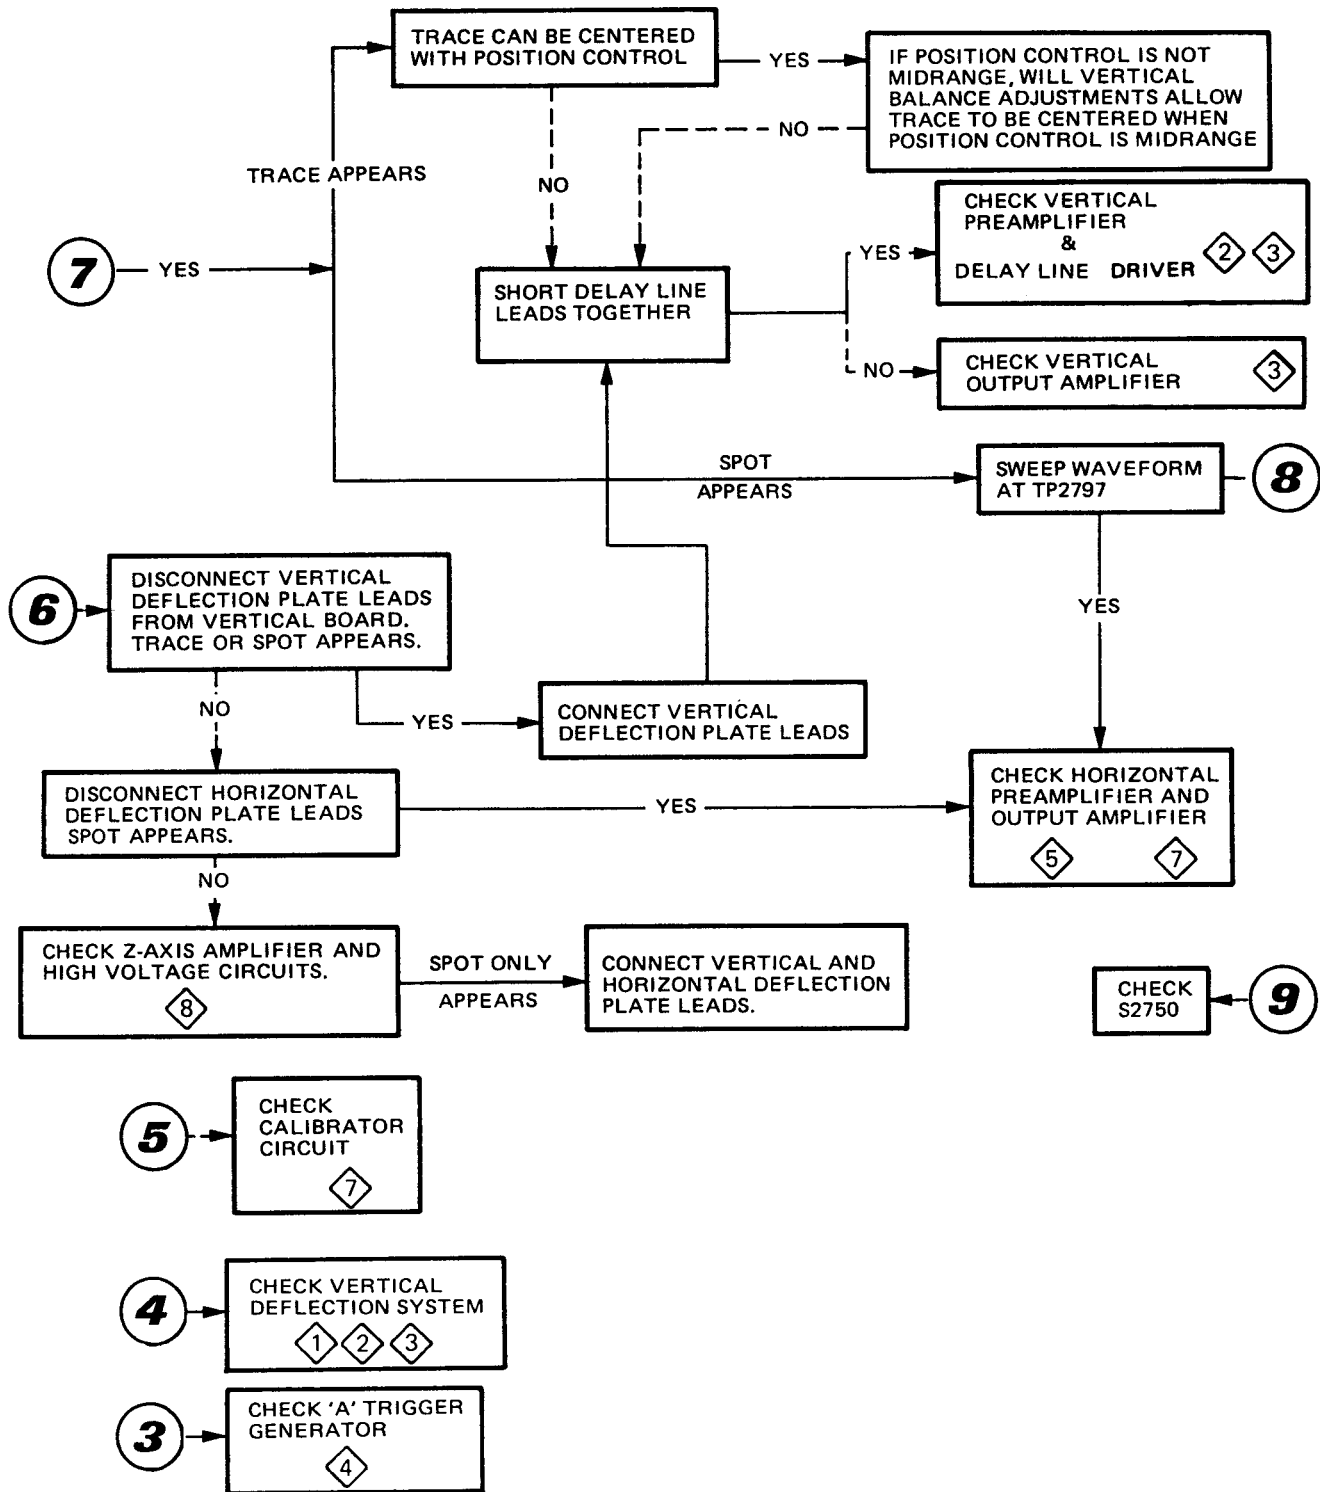 TRACE CAN BE CENTERED
WITH POSITION CONTROL
YES
IF POSITION CONTROL IS NOT
MIDRANGE, WILL VERTICAL
BALANCE ADJUSTMENTS ALLOW
TRACE TO BE CENTERED WHEN
POSITION CONTROL IS MIDRANGE
NO
NO
TRACE APPEARS
7
YES
SHORT DELAY LINE
LEADS TOGETHER
YES
CHECK VERTICAL
PREAMPLIFIER
&
DELAY LINE DRIVER
2 3
NO
CHECK VERTICAL
OUTPUT AMPLIFIER
3
SPOT
APPEARS
SWEEP WAVEFORM
AT TP2797
8
YES
6
DISCONNECT VERTICAL
DEFLECTION PLATE LEADS
FROM VERTICAL BOARD.
TRACE OR SPOT APPEARS.
NO
YES
CONNECT VERTICAL
DEFLECTION PLATE LEADS
DISCONNECT HORIZONTAL
DEFLECTION PLATE LEADS
SPOT APPEARS.
YES
CHECK HORIZONTAL
PREAMPLIFIER AND
OUTPUT AMPLIFIER
5 7
NO
CHECK Z-AXIS AMPLIFIER AND
HIGH VOLTAGE CIRCUITS.
8
SPOT ONLY
APPEARS
CONNECT VERTICAL AND
HORIZONTAL DEFLECTION
PLATE LEADS.
CHECK
S2750
9
5
CHECK
CALIBRATOR
CIRCUIT
7
4
CHECK VERTICAL
DEFLECTION SYSTEM
1 2 3
3
CHECK 'A' TRIGGER
GENERATOR
4